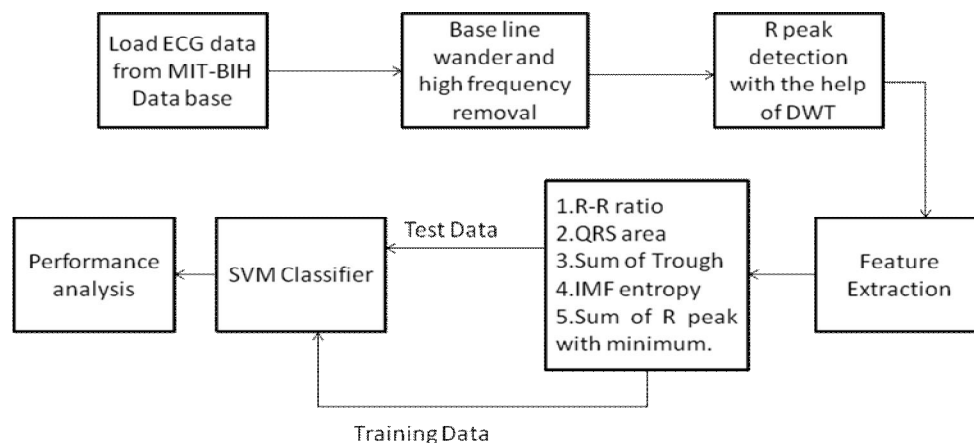 Load ECG data
from MIT-BIH
Data base
Base line
wander and
high frequency
removal
R peak
detection
with the help
of DWT
Performance
analysis
SVM Classifier
Test Data
1.R-R ratio
2.QRS area
3.Sum of Trough
4.IMF entropy
5.Sum of R peak
with minimum.
Feature
Extraction
Training Data